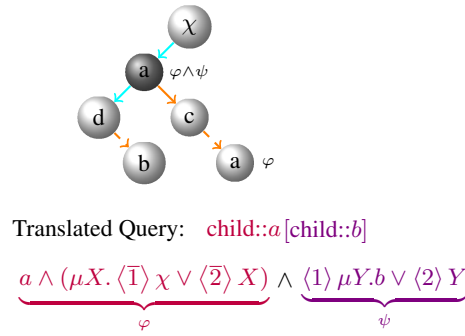 χ
a φ∧ψ
d c
b a φ
Translated Query: child::a[child::b]
a ∧ (μX. ⟨1̅⟩ χ ∨ ⟨2̅⟩ X) ∧ ⟨1⟩ μY.b ∨ ⟨2⟩ Y
φ ψ